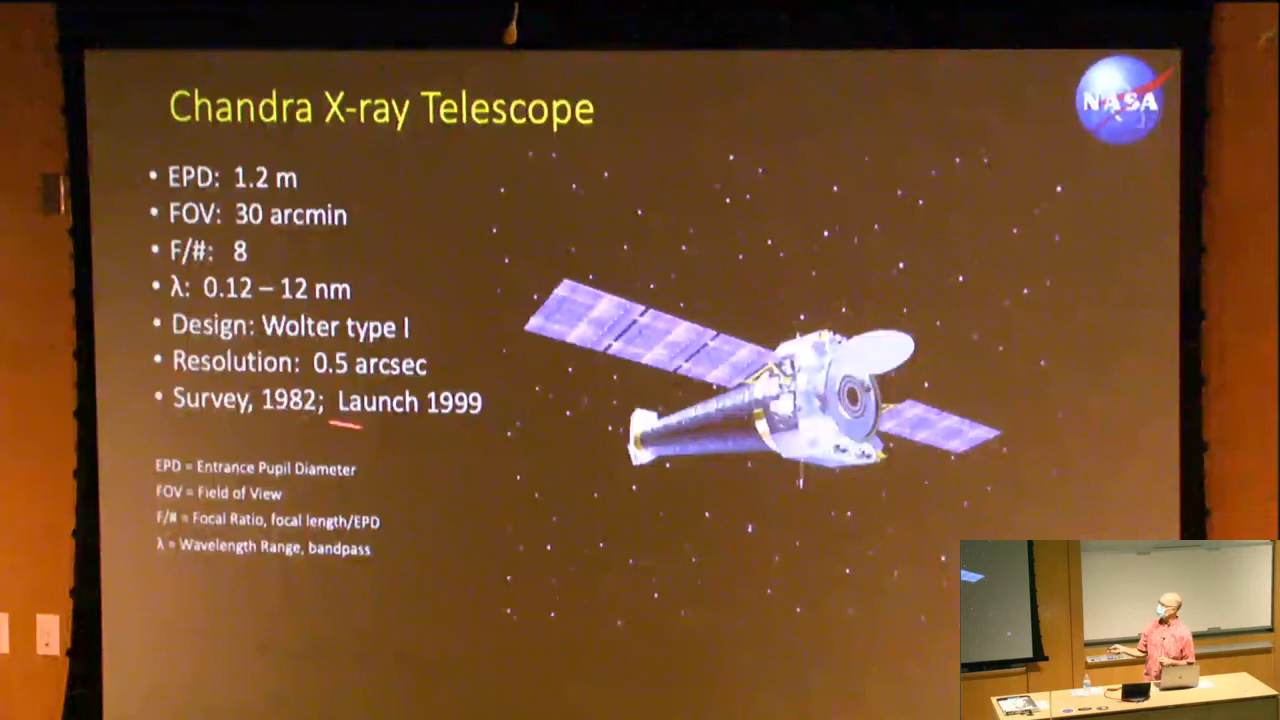 Chandra X-ray Telescope
NASA
• EPD: 1.2 m
• FOV: 30 arcmin
• F/#: 8
• λ: 0.12 – 12 nm
• Design: Wolter type I
• Resolution: 0.5 arcsec
• Survey, 1982; Launch 1999
EPD = Entrance Pupil Diameter
FOV = Field of View
F/# = Focal Ratio, focal length/EPD
λ = Wavelength Range, bandpass